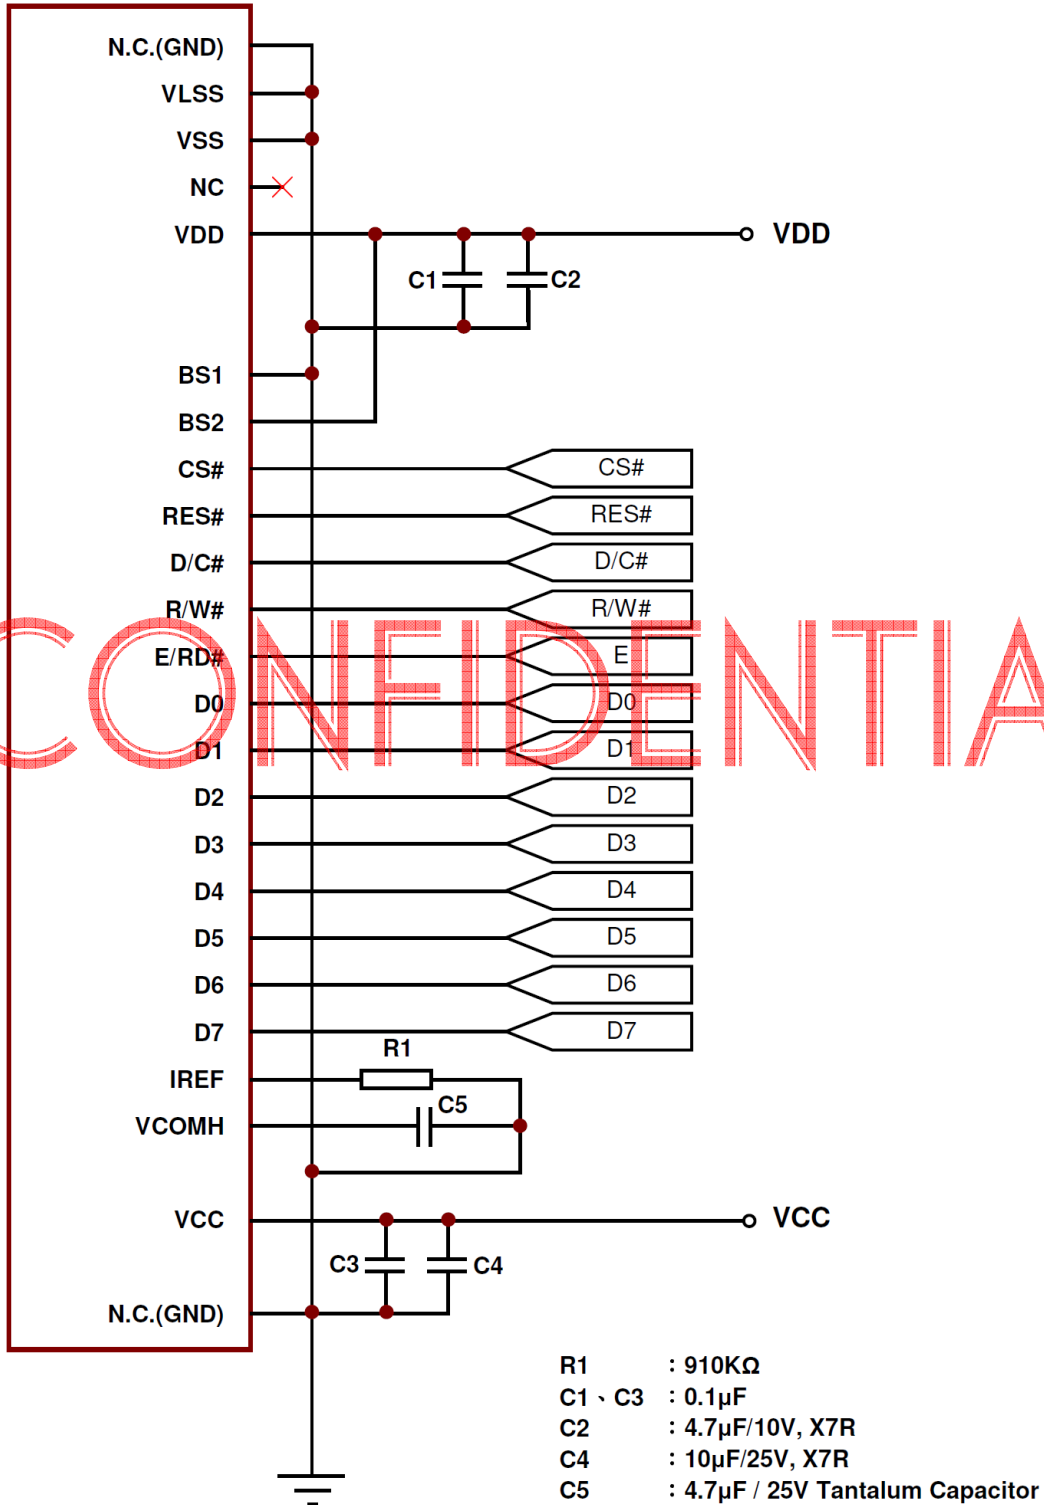 N.C.(GND)
VLSS
VSS
NC
VDD VDD
C1 C2
BS1
BS2
CS# CS#
RES# RES#
D/C# D/C#
R/W# R/W#
E/RD# E
CONFIDENTIA
D0 D0
D1 D1
D2 D2
D3 D3
D4 D4
D5 D5
D6 D6
D7 D7
R1
IREF
C5
VCOMH
VCC VCC
C3 C4
N.C.(GND)
R1 : 910KΩ
C1、C3 : 0.1µF
C2 : 4.7µF/10V, X7R
C4 : 10µF/25V, X7R
C5 : 4.7µF / 25V Tantalum Capacitor